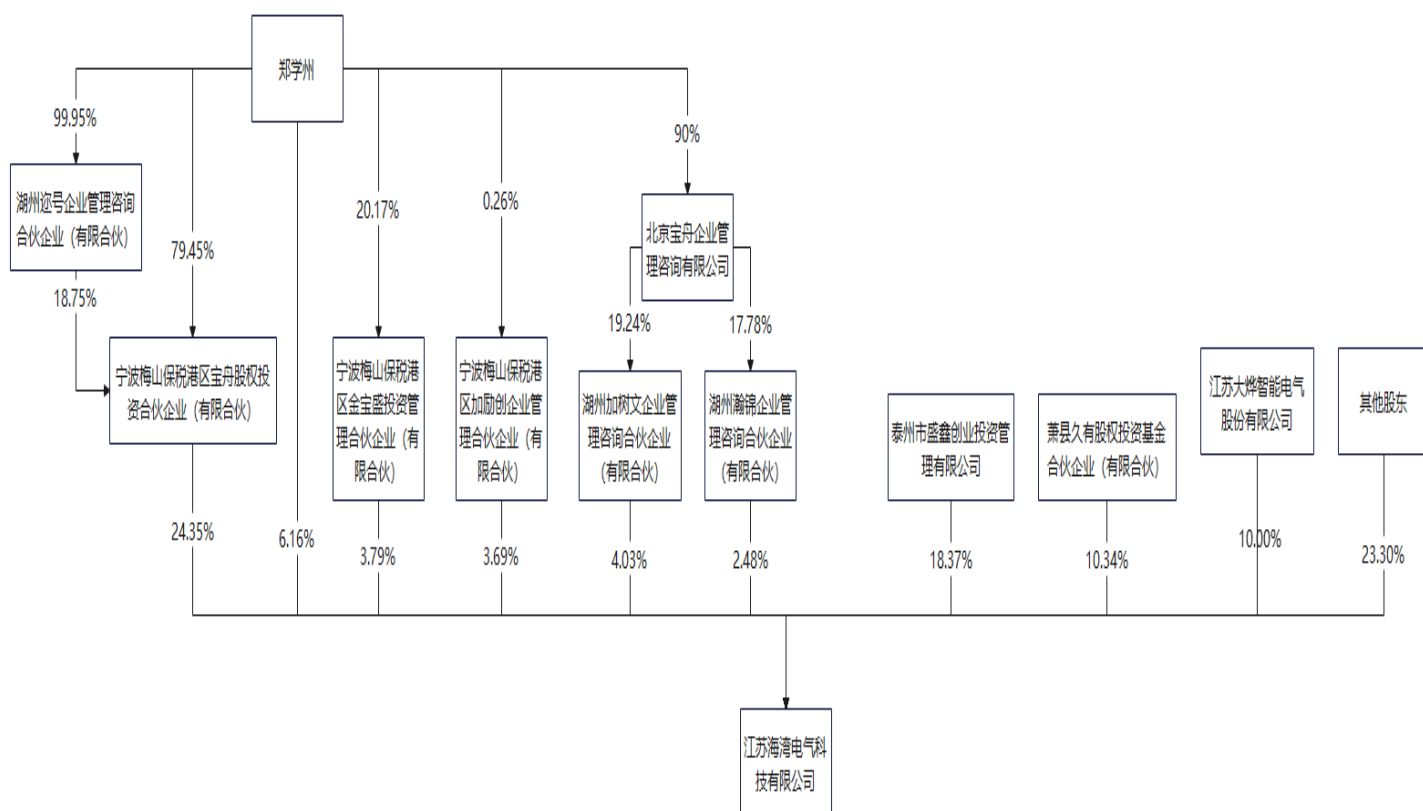 郑学州
99.95%
90%
湖州迩号企业管理咨询
合伙企业（有限合伙）
79.45%
20.17%
0.26%
北京宝舟企业管
理咨询有限公司
18.75%
19.24%
17.78%
宁波梅山保税港区宝舟股权投
资合伙企业（有限合伙）
宁波梅山保税港
区金宝盛投资管
理合伙企业（有
限合伙）
宁波梅山保税港
区加励创企业管
理合伙企业（有
限合伙）
湖州加树文企业管
理咨询合伙企业
（有限合伙）
湖州瀚锦企业管
理咨询合伙企业
（有限合伙）
泰州市盛鑫创业投资管
理有限公司
萧县久有股权投资基金
合伙企业（有限合伙）
江苏大烨智能电气
股份有限公司
其他股东
24.35%
6.16%
3.79%
3.69%
4.03%
2.48%
18.37%
10.34%
10.00%
23.30%
江苏海湾电气科
技有限公司